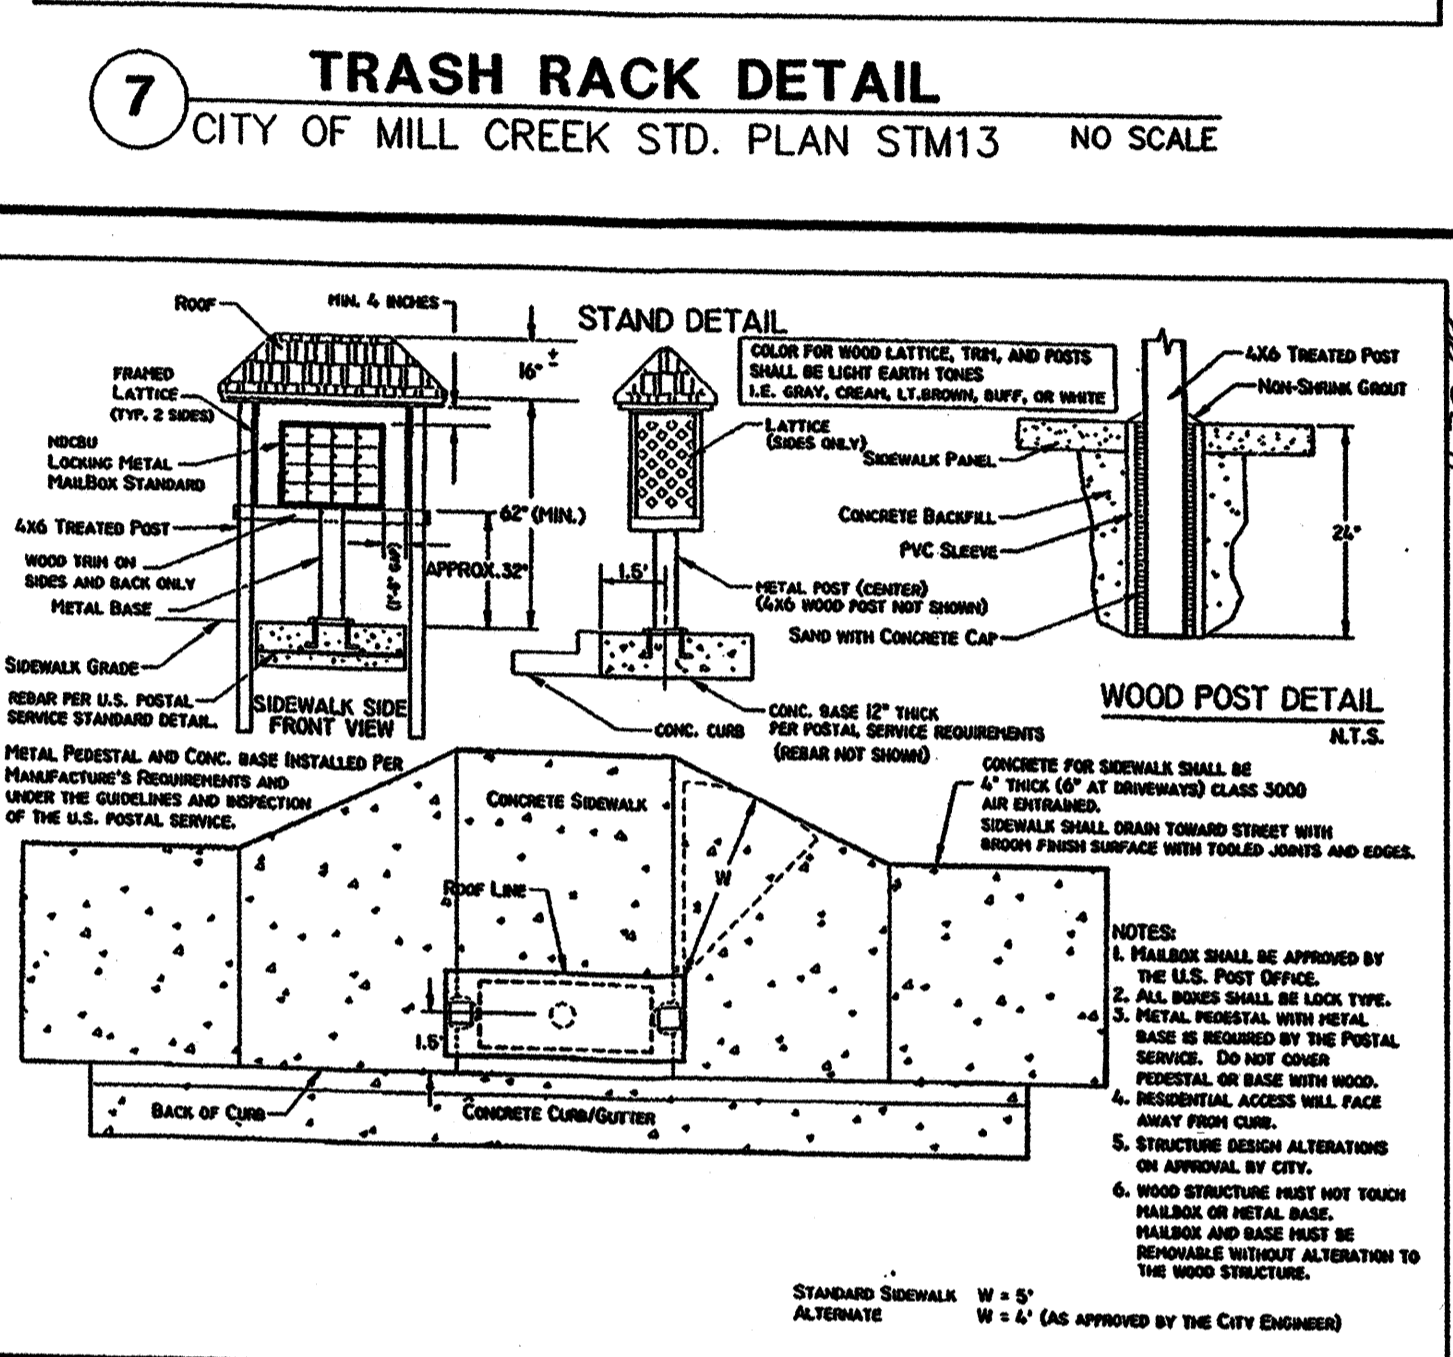 7
TRASH RACK DETAIL
CITY OF MILL CREEK STD. PLAN STM13
NO SCALE
ROOF
MIN. 4 INCHES
16" ±
FRAMED
LATTICE
(TYP. 2 SIDES)
NDCBU
LOCKING METAL
MAILBOX STANDARD
4X6 TREATED POST
WOOD TRIM ON
SIDES AND BACK ONLY
METAL BASE
SIDEWALK GRADE
REBAR PER U.S. POSTAL
SERVICE STANDARD DETAIL.
62" (MIN.)
APPROX. 32"
SIDEWALK SIDE
FRONT VIEW
STAND DETAIL
COLOR FOR WOOD LATTICE, TRIM, AND POSTS
SHALL BE LIGHT EARTH TONES
I.E. GRAY, CREAM, LT.BROWN, BUFF, OR WHITE
LATTICE
(SIDES ONLY)
1.5'
METAL POST (CENTER)
(4X6 WOOD POST NOT SHOWN)
CONC. CURB
CONC. BASE 12" THICK
PER POSTAL SERVICE REQUIREMENTS
(REBAR NOT SHOWN)
4X6 TREATED POST
NON-SHRINK GROUT
SIDEWALK PANEL
CONCRETE BACKFILL
PVC SLEEVE
SAND WITH CONCRETE CAP
24"
WOOD POST DETAIL
N.T.S.
METAL PEDESTAL AND CONC. BASE INSTALLED PER
MANUFACTURE'S REQUIREMENTS AND
UNDER THE GUIDELINES AND INSPECTION
OF THE U.S. POSTAL SERVICE.
CONCRETE SIDEWALK
CONCRETE FOR SIDEWALK SHALL BE
4" THICK (6" AT DRIVEWAYS) CLASS 3000
AIR ENTRAINED.
SIDEWALK SHALL DRAIN TOWARD STREET WITH
BROOM FINISH SURFACE WITH TOOLED JOINTS AND EDGES.
W
ROOF LINE
1.5'
BACK OF CURB
CONCRETE CURB/GUTTER
NOTES:
1. MAILBOX SHALL BE APPROVED BY
THE U.S. POST OFFICE.
2. ALL BOXES SHALL BE LOCK TYPE.
3. METAL PEDESTAL WITH METAL
BASE IS REQUIRED BY THE POSTAL
SERVICE. DO NOT COVER
PEDESTAL OR BASE WITH WOOD.
4. RESIDENTIAL ACCESS WILL FACE
AWAY FROM CURB.
5. STRUCTURE DESIGN ALTERATIONS
ON APPROVAL BY CITY.
6. WOOD STRUCTURE MUST NOT TOUCH
MAILBOX OR METAL BASE.
MAILBOX AND BASE MUST BE
REMOVABLE WITHOUT ALTERATION TO
THE WOOD STRUCTURE.
STANDARD SIDEWALK W = 5'
ALTERNATE W = 4' (AS APPROVED BY THE CITY ENGINEER)